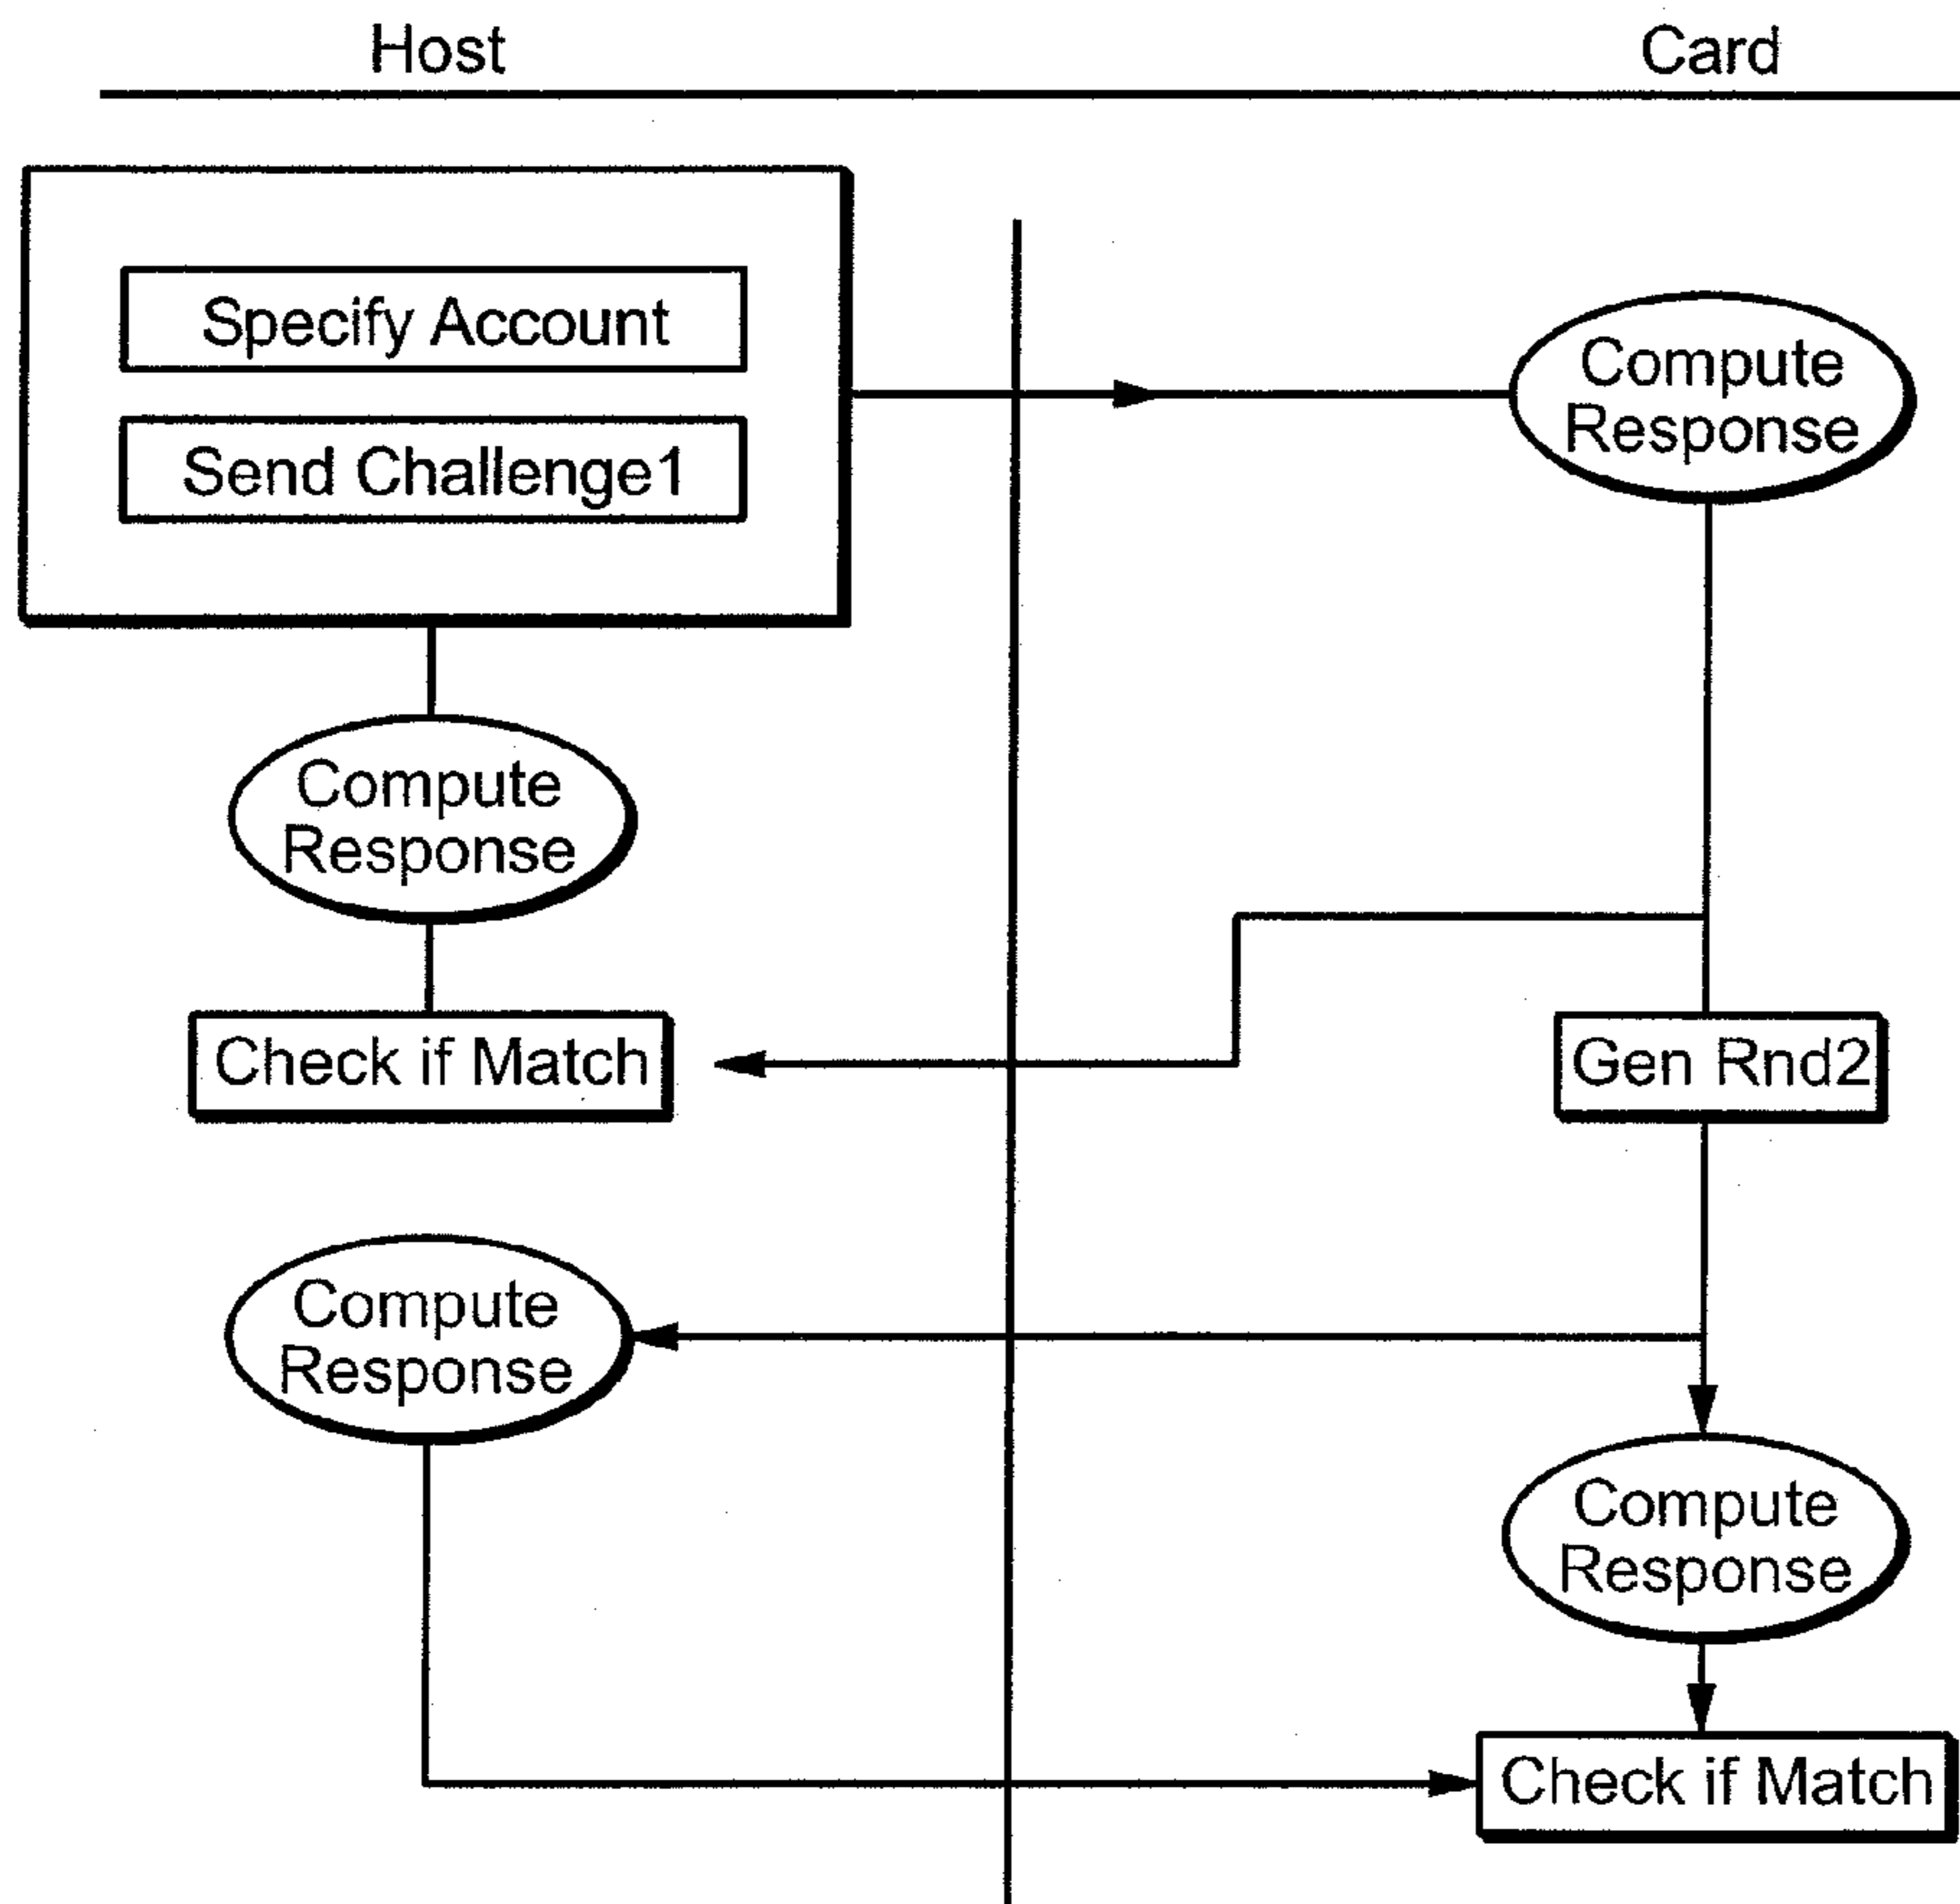 Host
Card
Specify Account
Send Challenge1
Compute
Response
Compute
Response
Check if Match
Gen Rnd2
Compute
Response
Compute
Response
Check if Match